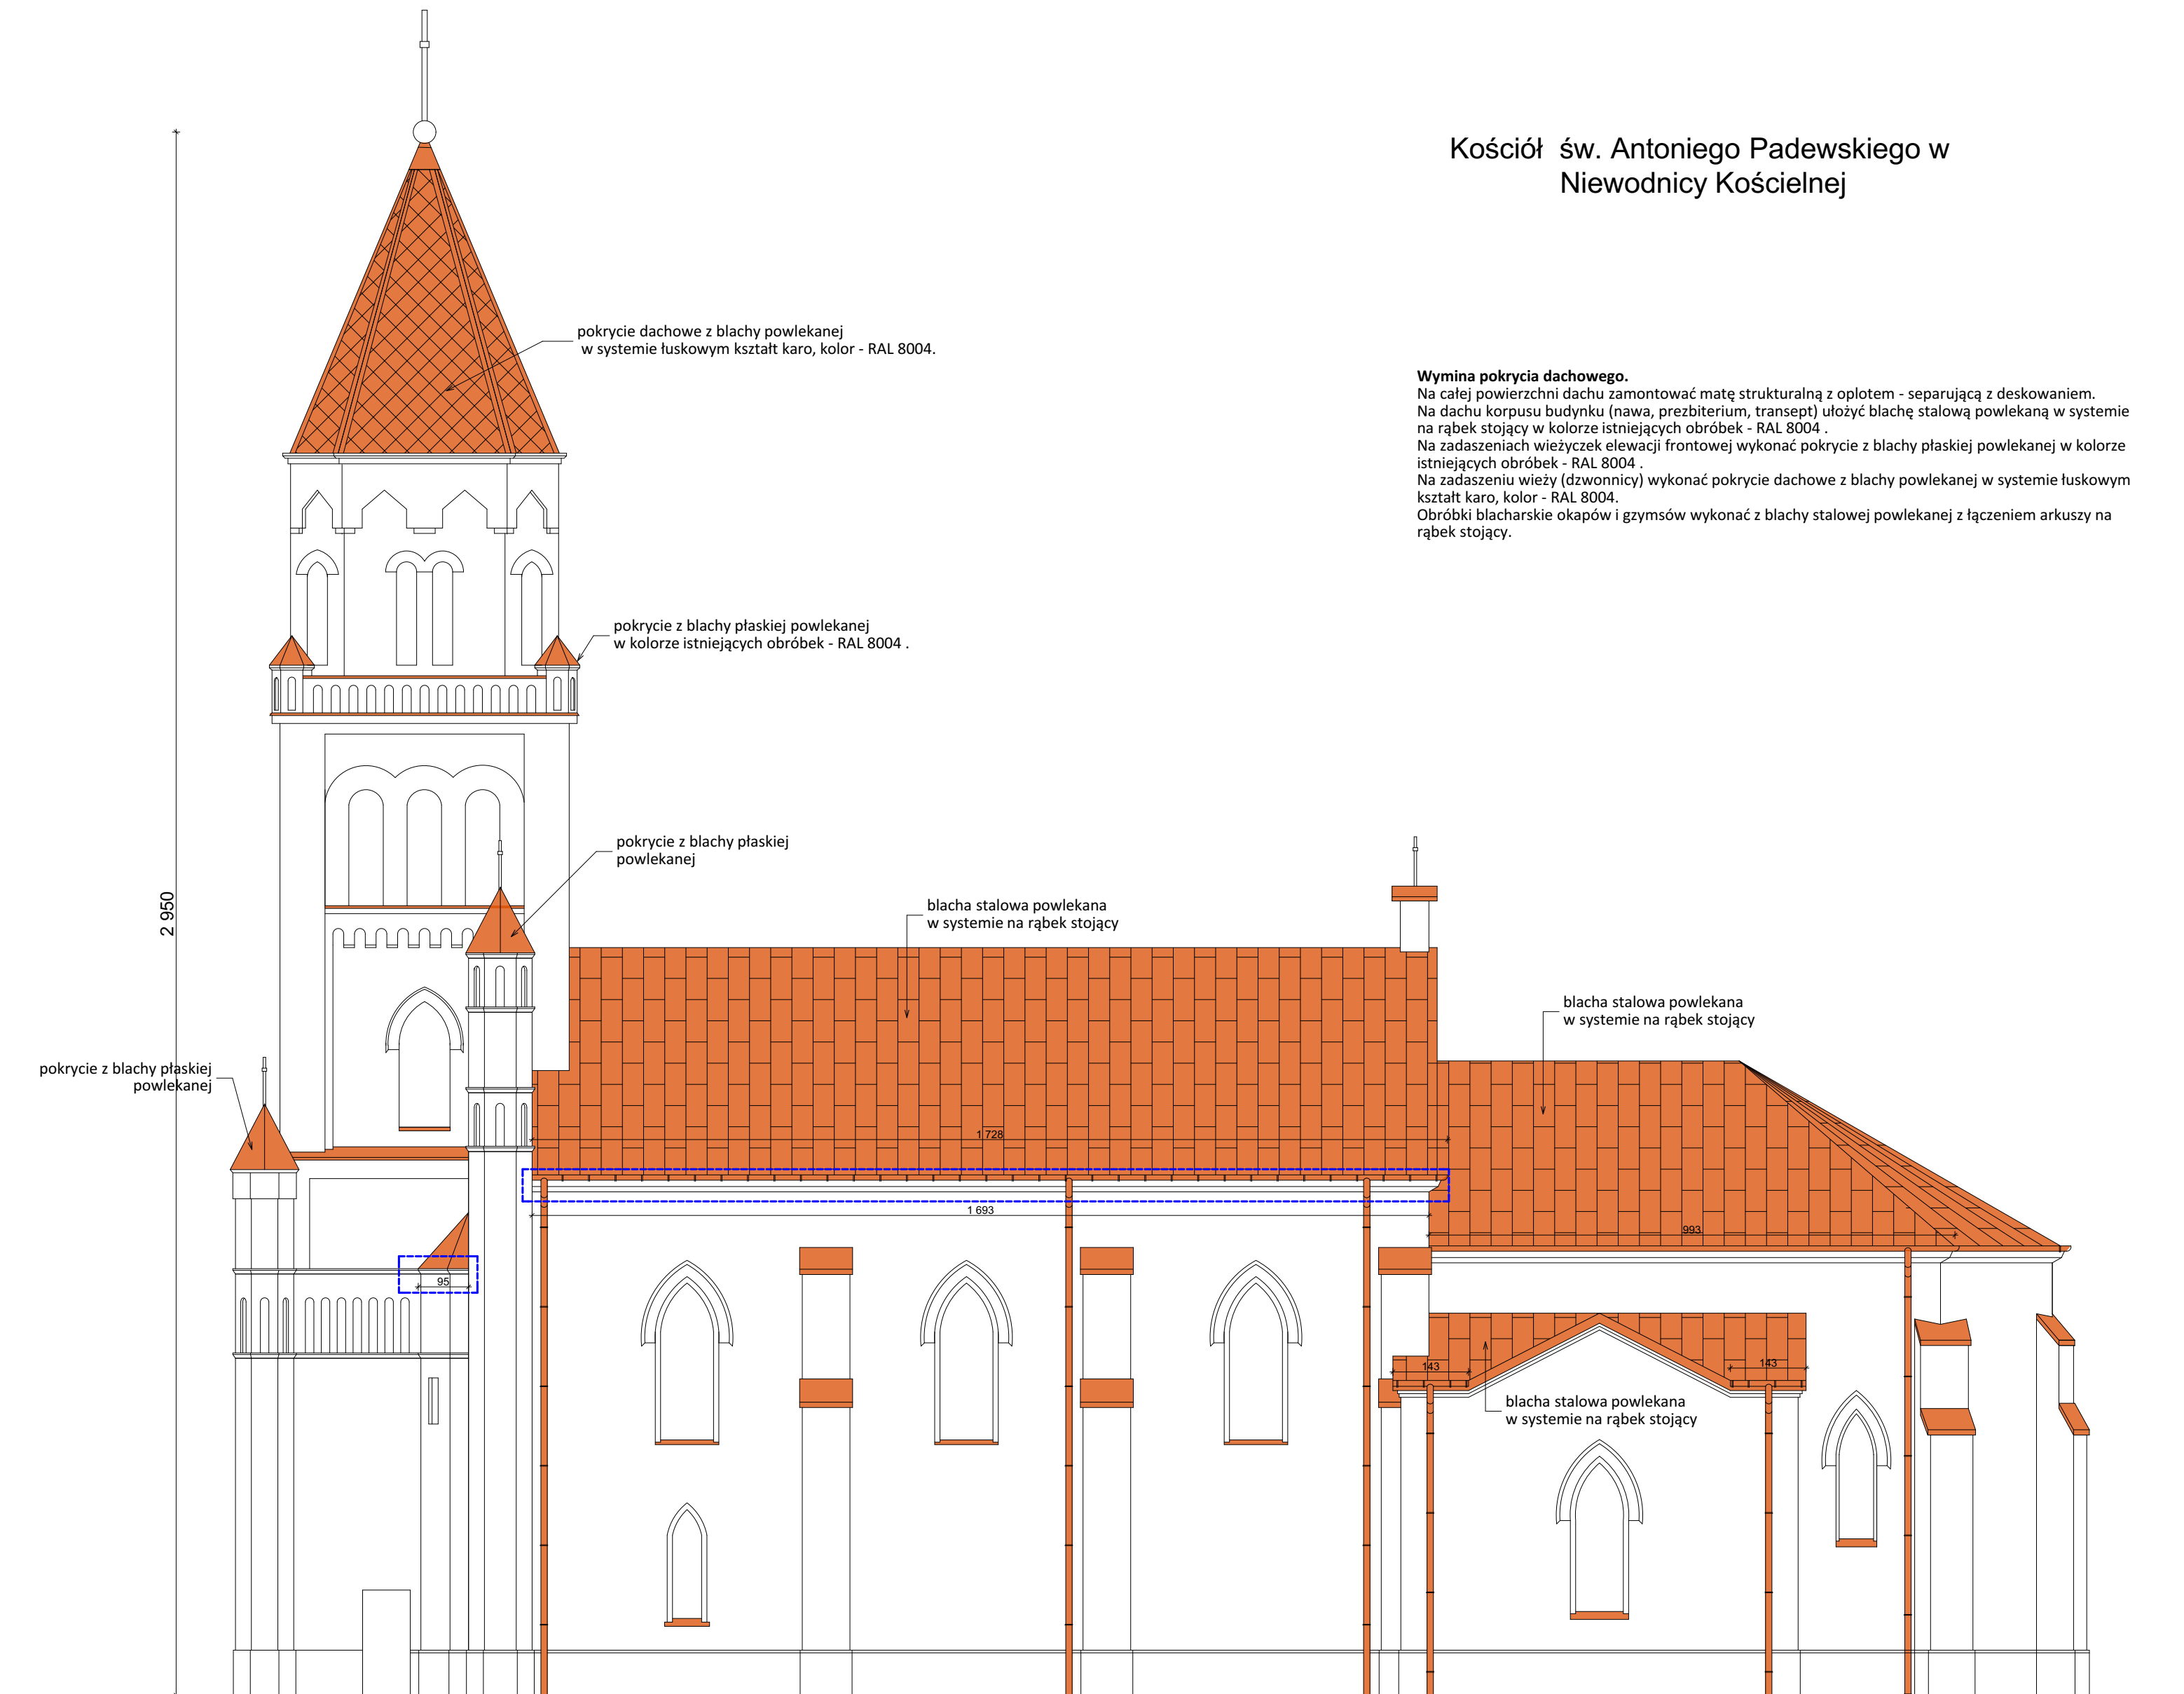 Kościół  św. Antoniego Padewskiego w
Niewodnicy Kościelnej
pokrycie dachowe z blachy powlekanej
w systemie łuskowym kształt karo, kolor - RAL 8004.
Wymina pokrycia dachowego.
Na całej powierzchni dachu zamontować matę strukturalną z oplotem - separującą z deskowaniem.
Na dachu korpusu budynku (nawa, prezbiterium, transept) ułożyć blachę stalową powlekaną w systemie
na rąbek stojący w kolorze istniejących obróbek - RAL 8004 .
Na zadaszeniach wieżyczek elewacji frontowej wykonać pokrycie z blachy płaskiej powlekanej w kolorze
istniejących obróbek - RAL 8004 .
Na zadaszeniu wieży (dzwonnicy) wykonać pokrycie dachowe z blachy powlekanej w systemie łuskowym
kształt karo, kolor - RAL 8004.
Obróbki blacharskie okapów i gzymsów wykonać z blachy stalowej powlekanej z łączeniem arkuszy na
rąbek stojący.
pokrycie z blachy płaskiej powlekanej
w kolorze istniejących obróbek - RAL 8004 .
pokrycie z blachy płaskiej
powlekanej
2 950
blacha stalowa powlekana
w systemie na rąbek stojący
blacha stalowa powlekana
w systemie na rąbek stojący
pokrycie z blachy płaskiej
powlekanej
1 728
1 693
993
95
143
143
blacha stalowa powlekana
w systemie na rąbek stojący